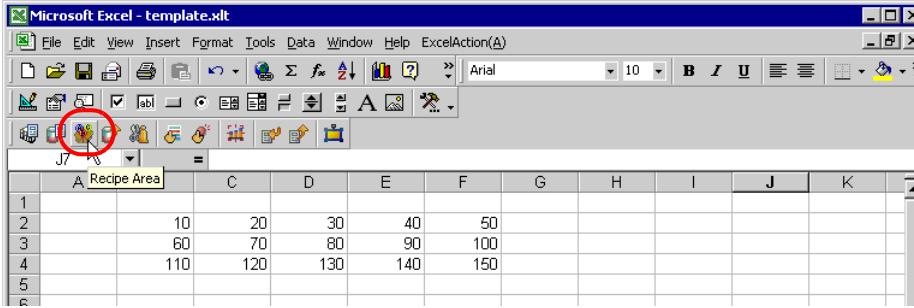 Microsoft Excel - template.xlt
File Edit View Insert Format Tools Data Window Help ExcelAction(A)
Σ fx Arial 10 B I U
abl A
J7 =
Recipe Area
A C D E F G H I J K
1
2 10 20 30 40 50
3 60 70 80 90 100
4 110 120 130 140 150
5
6